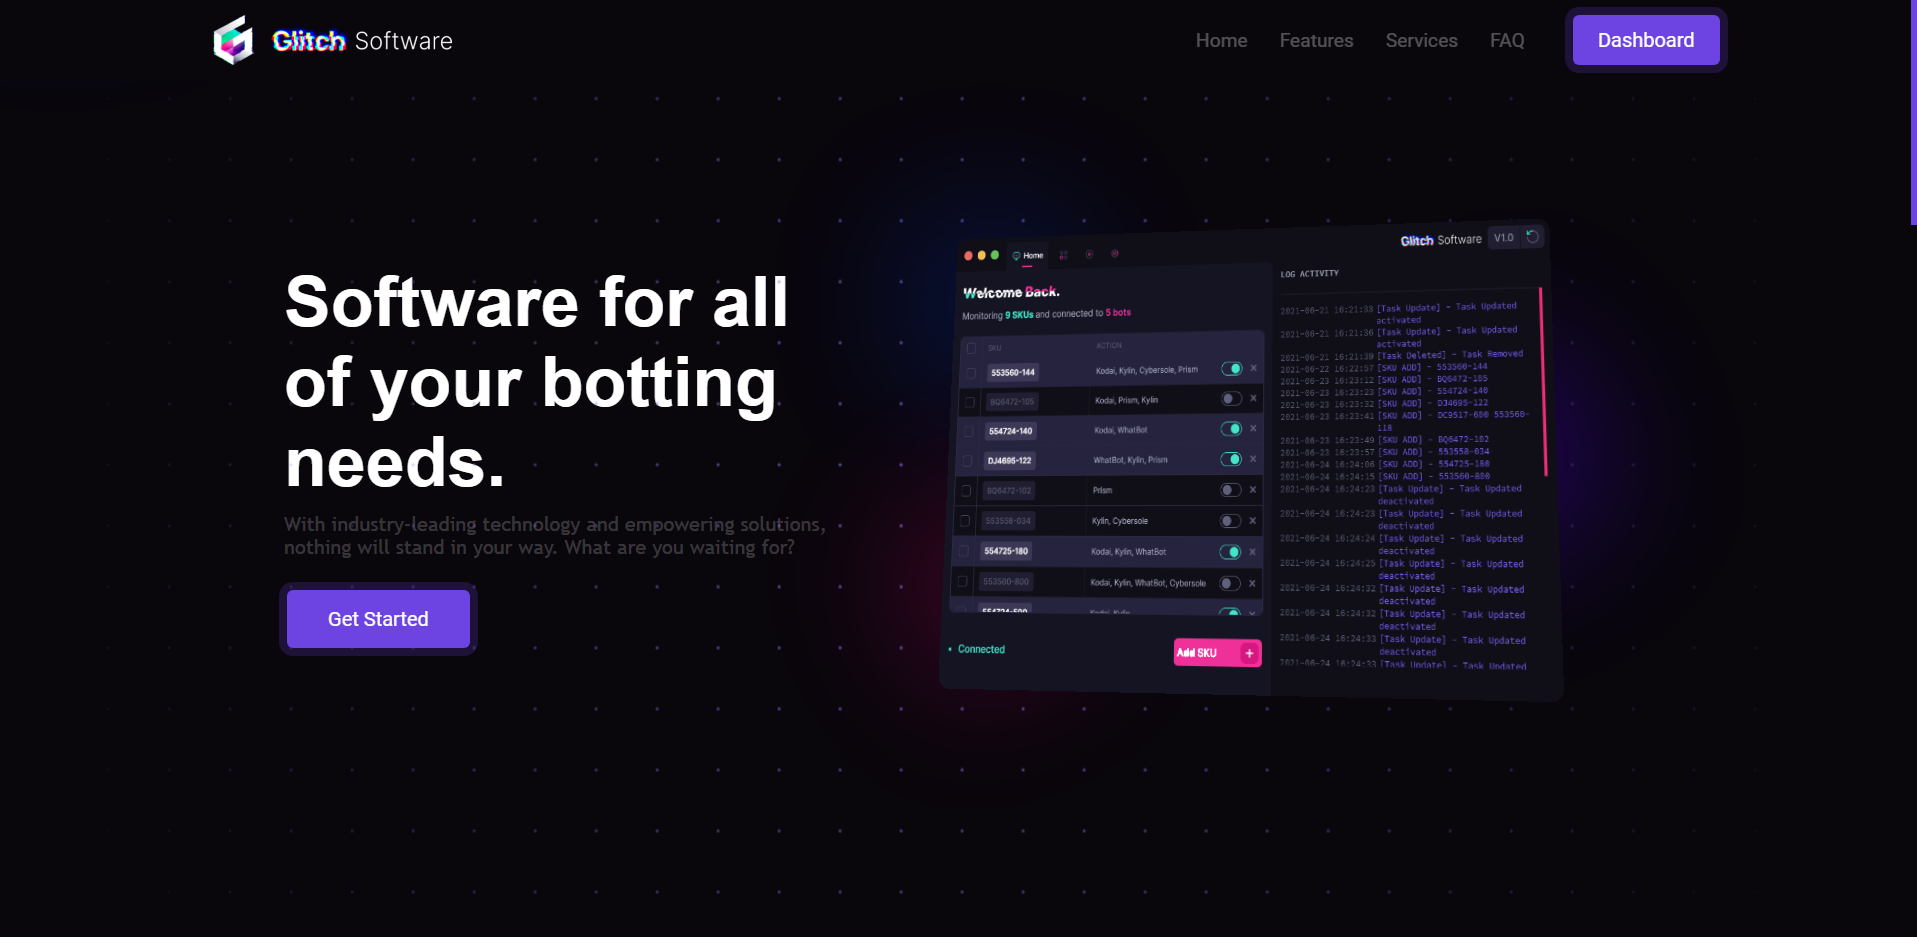 Glitch Software
Home Features Services FAQ Dashboard
Software for all
of your botting
needs.
With industry-leading technology and empowering solutions,
nothing will stand in your way. What are you waiting for?
Get Started
Home
Glitch Software V1.0
Welcome Back.
Monitoring 9 SKUs and connected to 5 bots
SKU ACTION
553560-144 Kodai, Kylin, Cybersole, Prism
BQ6472-105 Kodai, Prism, Kylin
554724-140 Kodai, WhatBot
DJ4695-122 WhatBot, Kylin, Prism
BQ6472-102 Prism
553558-034 Kylin, Cybersole
554725-180 Kodai, Kylin, WhatBot
553560-800 Kodai, Kylin, WhatBot, Cybersole
Kodai, Kylin
Connected
Add SKU +
LOG ACTIVITY
2021-06-21 16:21:33 [Task Update] - Task Updated
activated
2021-06-21 16:21:36 [Task Update] - Task Updated
activated
2021-06-21 16:21:39 [Task Deleted] - Task Removed
2021-06-22 16:22:57 [SKU ADD] - 553560-144
2021-06-23 16:23:12 [SKU ADD] - BQ6472-105
2021-06-23 16:23:23 [SKU ADD] - 554724-140
2021-06-23 16:23:32 [SKU ADD] - DJ4695-122
2021-06-23 16:23:41 [SKU ADD] - DC9517-600 553560-
118
2021-06-23 16:23:49 [SKU ADD] - BQ6472-102
2021-06-23 16:23:57 [SKU ADD] - 553558-034
2021-06-24 16:24:06 [SKU ADD] - 554725-160
2021-06-24 16:24:15 [SKU ADD] - 553560-800
2021-06-24 16:24:23 [Task Update] - Task Updated
deactivated
2021-06-24 16:24:23 [Task Update] - Task Updated
deactivated
2021-06-24 16:24:24 [Task Update] - Task Updated
deactivated
2021-06-24 16:24:25 [Task Update] - Task Updated
deactivated
2021-06-24 16:24:32 [Task Update] - Task Updated
deactivated
2021-06-24 16:24:32 [Task Update] - Task Updated
deactivated
2021-06-24 16:24:33 [Task Update] - Task Updated
deactivated
2021-06-24 16:24:33 [Task Update] - Task Updated